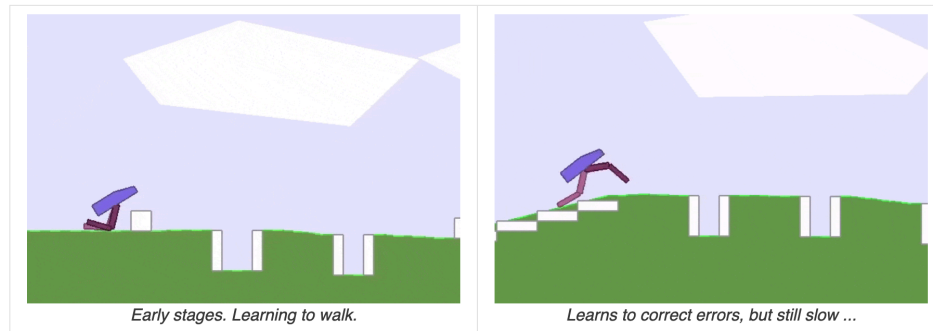 Early stages. Learning to walk.
Learns to correct errors, but still slow ...